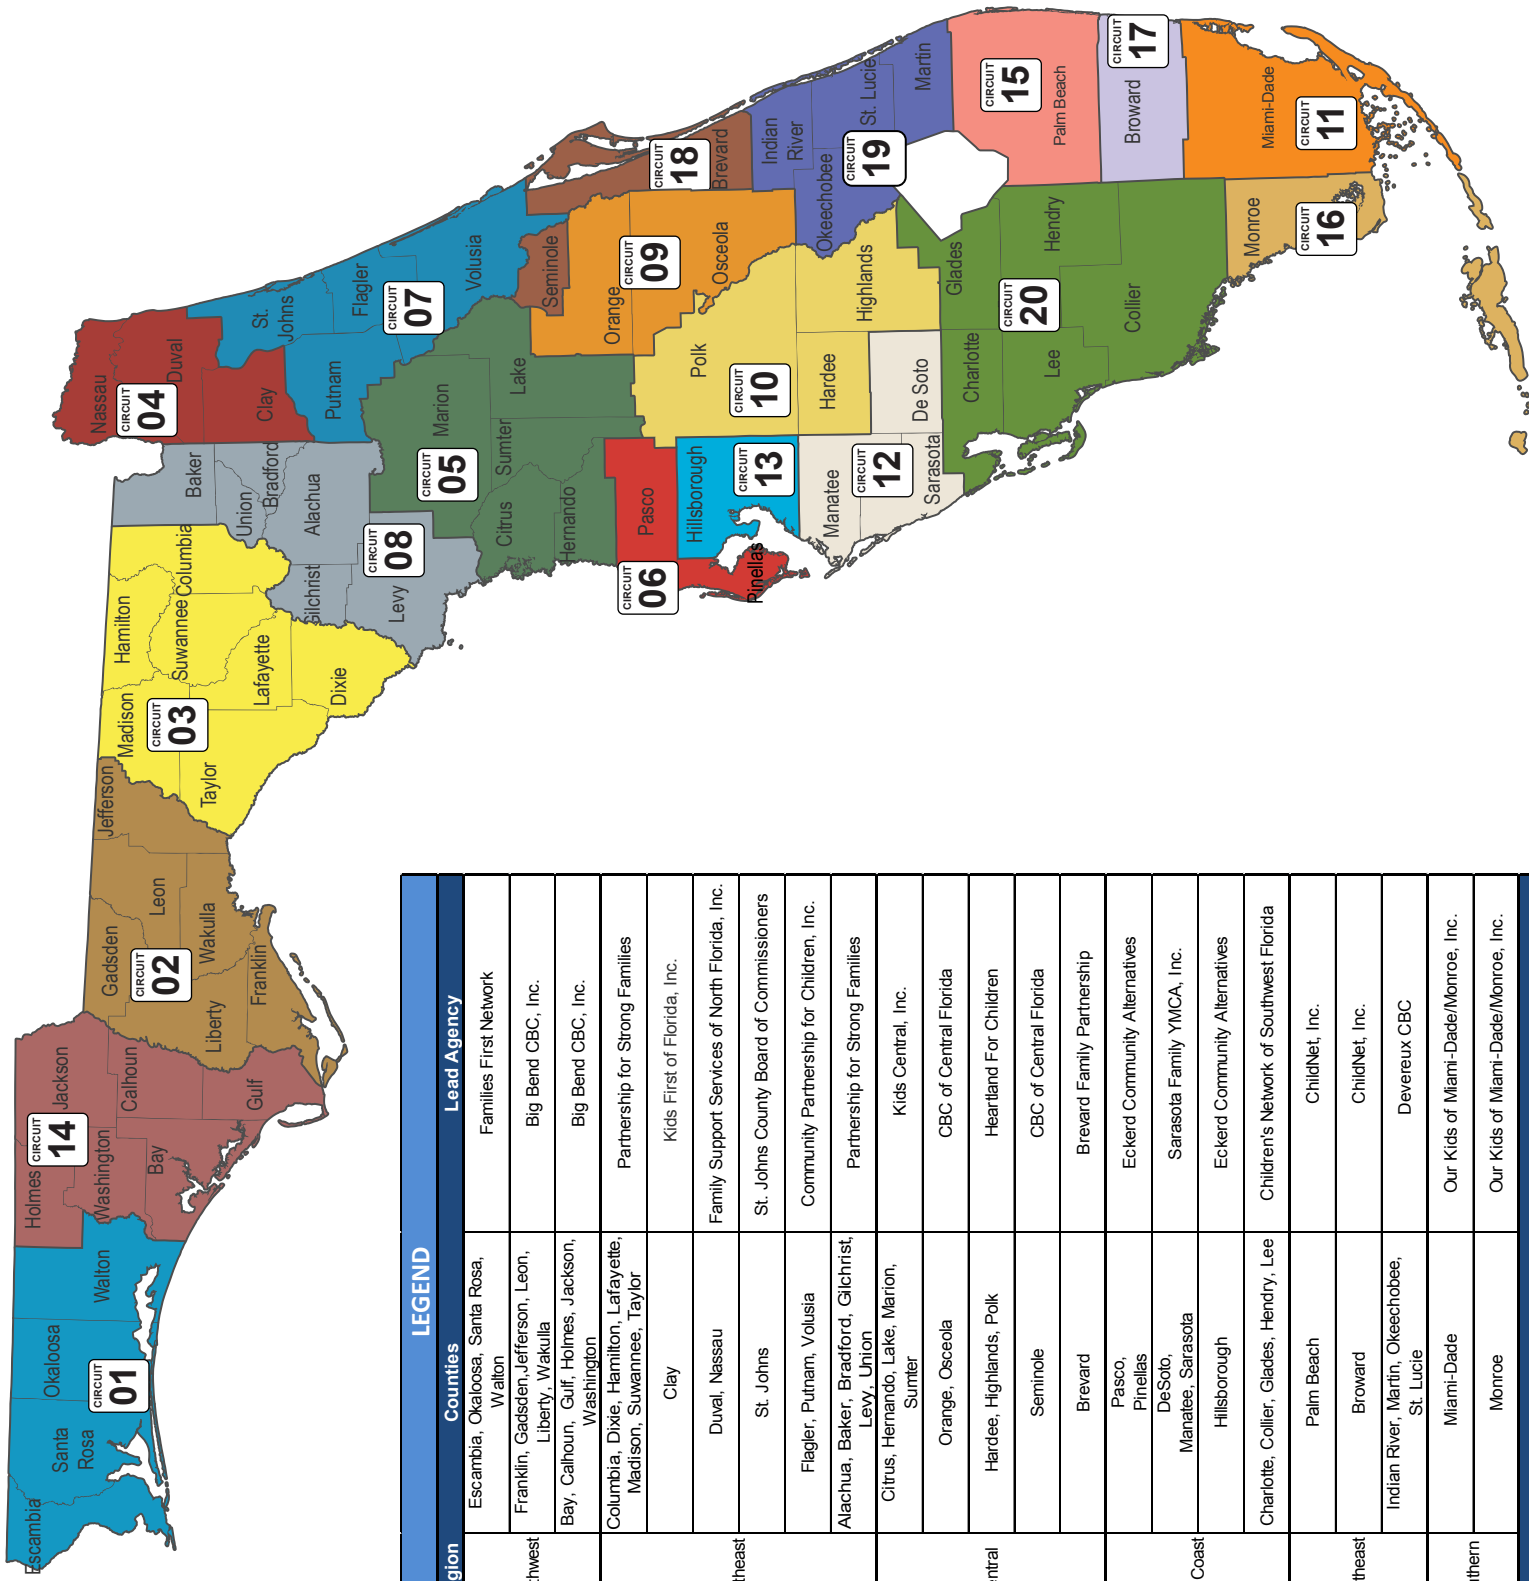 Escambia
Santa
Rosa
Okaloosa
Walton
CIRCUIT
01
Holmes
Washington
Bay
Jackson
Calhoun
Gulf
CIRCUIT
14
Gadsden
Liberty
Franklin
Leon
Wakulla
Jefferson
CIRCUIT
02
Madison
Taylor
Hamilton
Suwannee
Lafayette
Dixie
Columbia
CIRCUIT
03
Baker
Union
Bradford
Alachua
Gilchrist
Levy
CIRCUIT
08
Nassau
Duval
Clay
CIRCUIT
04
St.
Johns
Flagler
Putnam
Volusia
CIRCUIT
07
Marion
Lake
Sumter
Citrus
Hernando
CIRCUIT
05
Pasco
Pinellas
CIRCUIT
06
Hillsborough
CIRCUIT
13
Polk
Hardee
Highlands
CIRCUIT
10
Orange
Osceola
CIRCUIT
09
Seminole
Brevard
CIRCUIT
18
Manatee
De Soto
Sarasota
CIRCUIT
12
Indian
River
Okeechobee
St. Lucie
Martin
CIRCUIT
19
Charlotte
Glades
Lee
Hendry
Collier
CIRCUIT
20
Palm Beach
CIRCUIT
15
Broward
CIRCUIT
17
Miami-Dade
CIRCUIT
11
Monroe
CIRCUIT
16
LEGEND
gion Counties Lead Agency
hwest
Escambia, Okaloosa, Santa Rosa,
Walton
Families First Network
Franklin, Gadsden,Jefferson, Leon,
Liberty, Wakulla
Big Bend CBC, Inc.
Bay, Calhoun, Gulf, Holmes, Jackson,
Washington
Big Bend CBC, Inc.
theast
Columbia, Dixie, Hamilton, Lafayette,
Madison, Suwannee, Taylor
Partnership for Strong Families
Clay Kids First of Florida, Inc.
Duval, Nassau Family Support Services of North Florida, Inc.
St. Johns St. Johns County Board of Commissioners
Flagler, Putnam, Volusia Community Partnership for Children, Inc.
Alachua, Baker, Bradford, Gilchrist,
Levy, Union
Partnership for Strong Families
entral
Citrus, Hernando, Lake, Marion,
Sumter
Kids Central, Inc.
Orange, Osceola CBC of Central Florida
Hardee, Highlands, Polk Heartland For Children
Seminole CBC of Central Florida
Brevard Brevard Family Partnership
Coast
Pasco,
Pinellas
Eckerd Community Alternatives
DeSoto,
Manatee, Sarasota
Sarasota Family YMCA, Inc.
Hillsborough Eckerd Community Alternatives
Charlotte, Collier, Glades, Hendry, Lee Children's Network of Southwest Florida
theast
Palm Beach ChildNet, Inc.
Broward ChildNet, Inc.
Indian River, Martin, Okeechobee,
St. Lucie
Devereux CBC
thern
Miami-Dade Our Kids of Miami-Dade/Monroe, Inc.
Monroe Our Kids of Miami-Dade/Monroe, Inc.